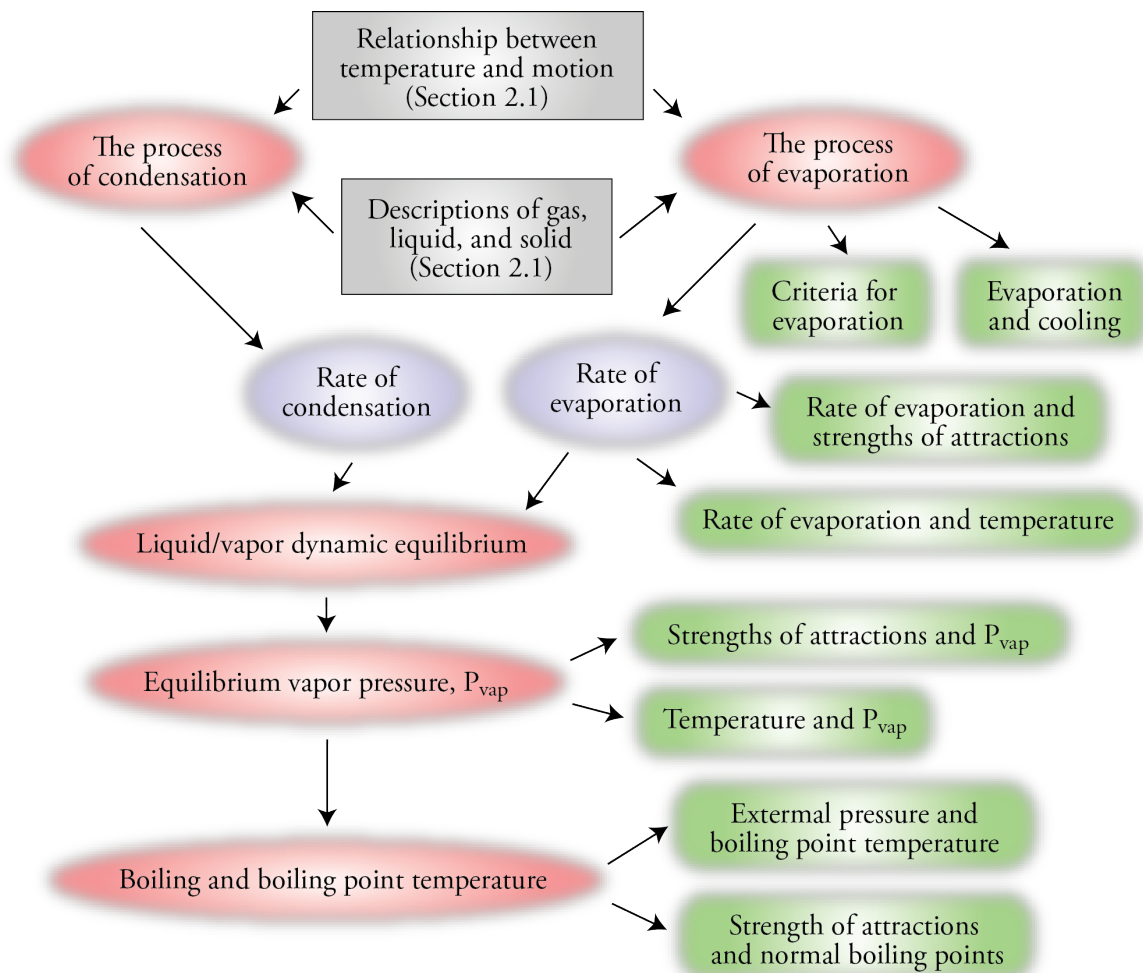 Relationship between
temperature and motion
(Section 2.1)
The process
of condensation
The process
of evaporation
Descriptions of gas,
liquid, and solid
(Section 2.1)
Criteria for
evaporation
Evaporation
and cooling
Rate of
condensation
Rate of
evaporation
Rate of evaporation and
strengths of attractions
Rate of evaporation and temperature
Liquid/vapor dynamic equilibrium
Strengths of attractions and Pvap
Equilibrium vapor pressure, Pvap
Temperature and Pvap
Extermal pressure and
boiling point temperature
Boiling and boiling point temperature
Strength of attractions
and normal boiling points